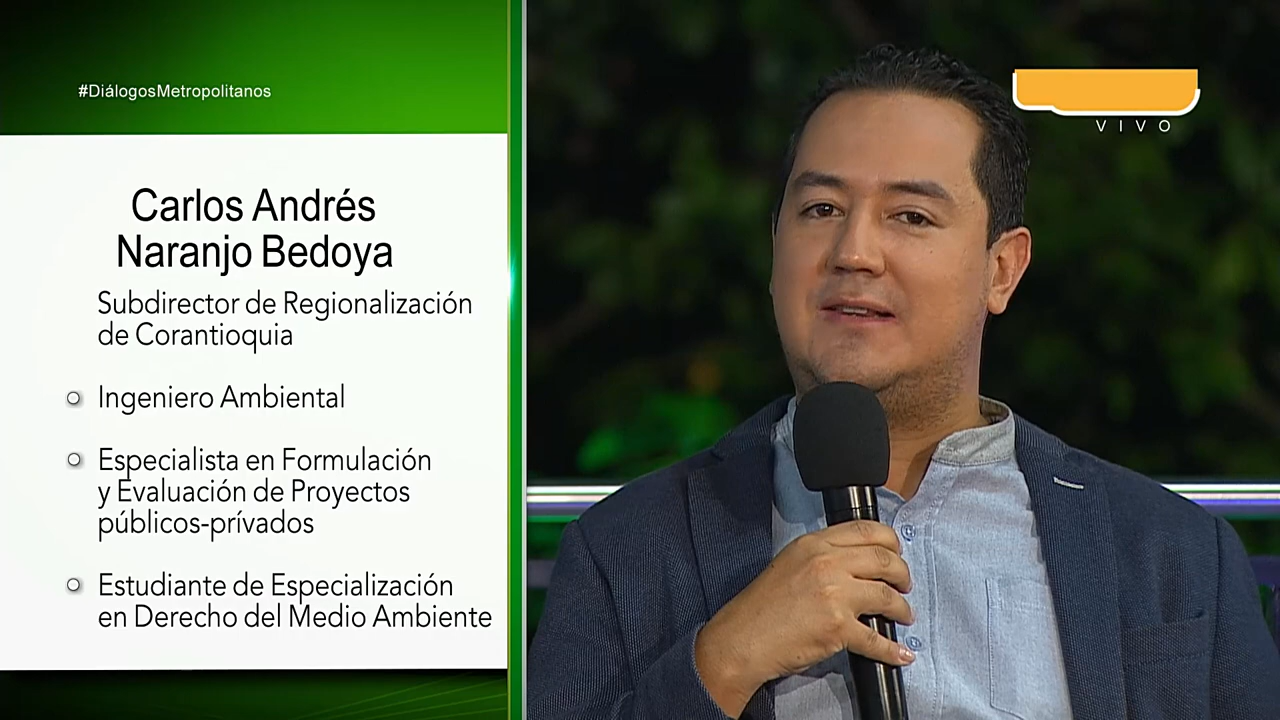 #DiálogosMetropolitanos
VIVO
Carlos Andrés
Naranjo Bedoya
Subdirector de Regionalización
de Corantioquia
Ingeniero Ambiental
Especialista en Formulación
y Evaluación de Proyectos
públicos-prívados
Estudiante de Especialización
en Derecho del Medio Ambiente